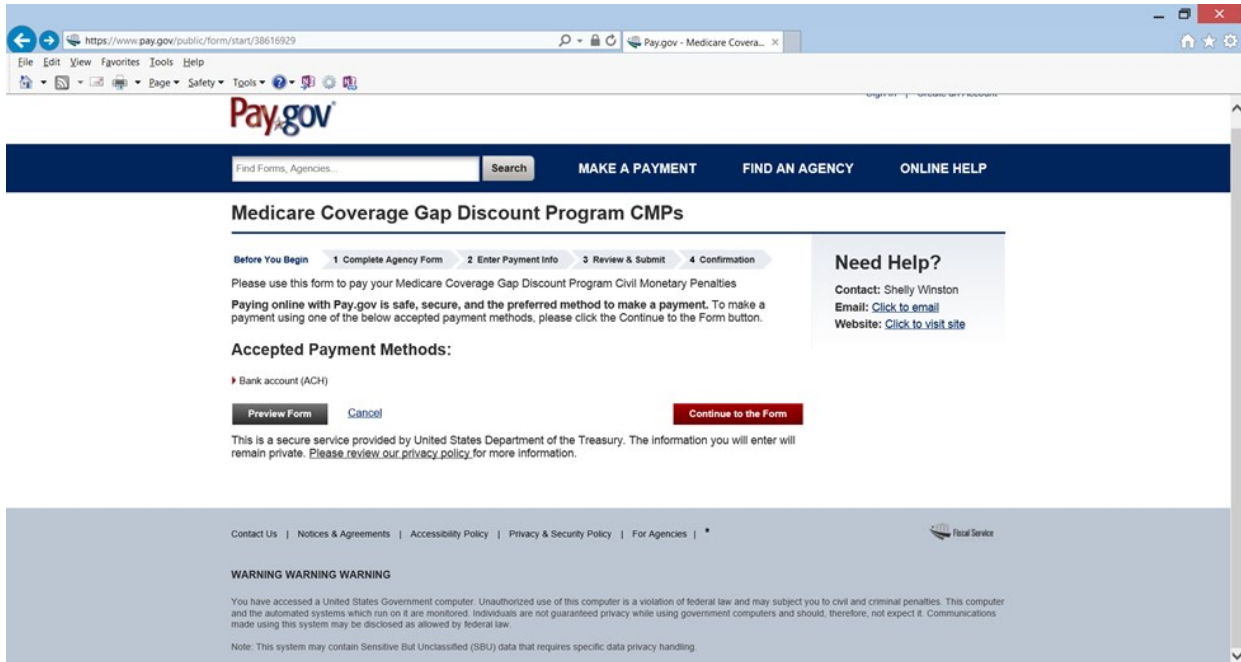 https://www.pay.gov/public/form/start/38616929
Pay.gov - Medicare Covera...
File Edit View Favorites Tools Help
Page Safety Tools
Sign In | Create an Account
Pay.gov
Find Forms, Agencies...
Search
MAKE A PAYMENT
FIND AN AGENCY
ONLINE HELP
Medicare Coverage Gap Discount Program CMPs
Before You Begin
1 Complete Agency Form
2 Enter Payment Info
3 Review & Submit
4 Confirmation
Please use this form to pay your Medicare Coverage Gap Discount Program Civil Monetary Penalties
Paying online with Pay.gov is safe, secure, and the preferred method to make a payment. To make a
payment using one of the below accepted payment methods, please click the Continue to the Form button.
Accepted Payment Methods:
Bank account (ACH)
Preview Form
Cancel
Continue to the Form
This is a secure service provided by United States Department of the Treasury. The information you will enter will
remain private. Please review our privacy policy for more information.
Need Help?
Contact: Shelly Winston
Email: Click to email
Website: Click to visit site
Contact Us | Notices & Agreements | Accessibility Policy | Privacy & Security Policy | For Agencies | *
Fiscal Service
WARNING WARNING WARNING
You have accessed a United States Government computer. Unauthorized use of this computer is a violation of federal law and may subject you to civil and criminal penalties. This computer
and the automated systems which run on it are monitored. Individuals are not guaranteed privacy while using government computers and should, therefore, not expect it. Communications
made using this system may be disclosed as allowed by federal law.
Note: This system may contain Sensitive But Unclassified (SBU) data that requires specific data privacy handling.